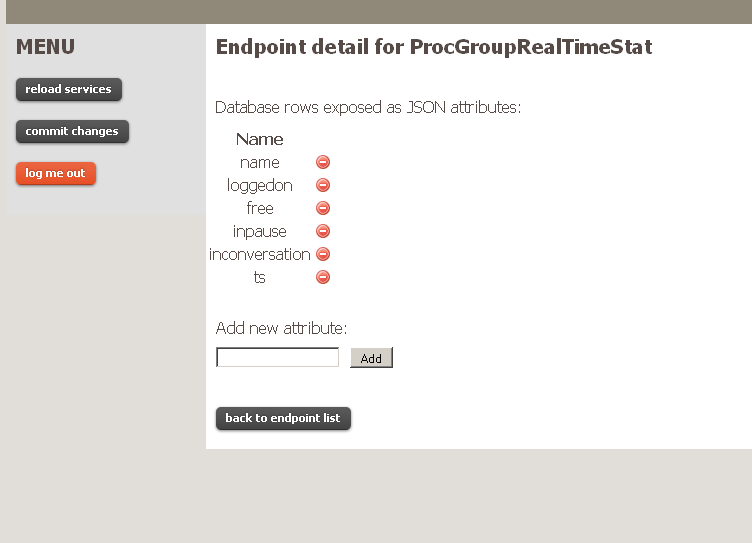 MENU
reload services
commit changes
log me out
Endpoint detail for ProcGroupRealTimeStat
Database rows exposed as JSON attributes:
Name
name
loggedon
free
inpause
inconversation
ts
Add new attribute:
Add
back to endpoint list